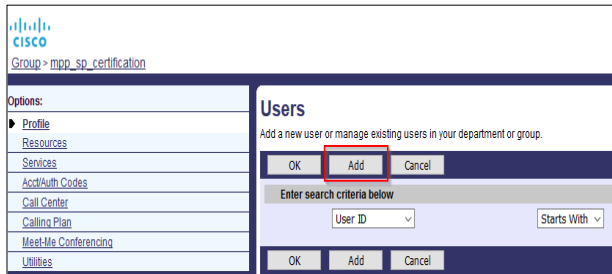 CISCO
Group > mpp_sp_certification
Options:
Profile
Resources
Services
Acct/Auth Codes
Call Center
Calling Plan
Meet-Me Conferencing
Utilities
Users
Add a new user or manage existing users in your department or group.
OK Add Cancel
Enter search criteria below
User ID Starts With
OK Add Cancel